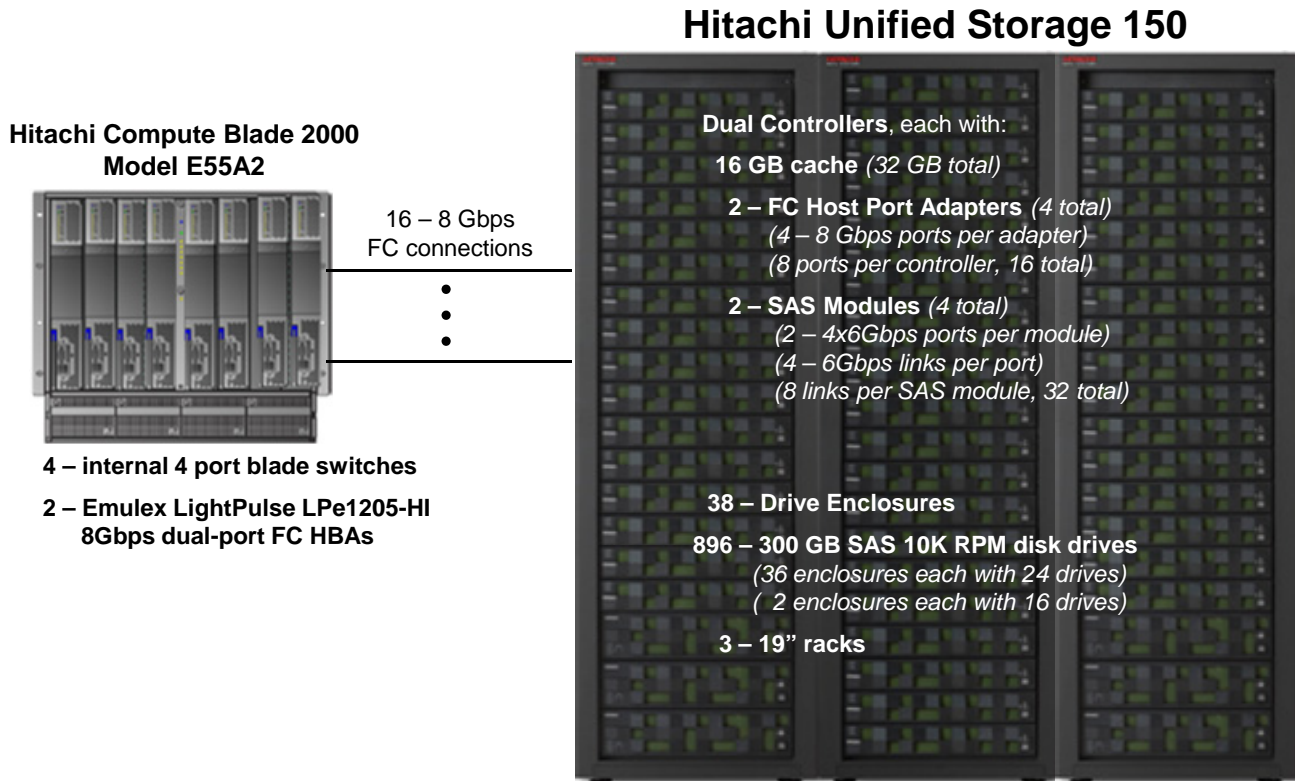 Hitachi Unified Storage 150
Hitachi Compute Blade 2000
Model E55A2
16 – 8 Gbps
FC connections
•
•
•
4 – internal 4 port blade switches
2 – Emulex LightPulse LPe1205-HI
8Gbps dual-port FC HBAs
Dual Controllers, each with:
16 GB cache (32 GB total)
2 – FC Host Port Adapters (4 total)
(4 – 8 Gbps ports per adapter)
(8 ports per controller, 16 total)
2 – SAS Modules (4 total)
(2 – 4x6Gbps ports per module)
(4 – 6Gbps links per port)
(8 links per SAS module, 32 total)
38 – Drive Enclosures
896 – 300 GB SAS 10K RPM disk drives
(36 enclosures each with 24 drives)
( 2 enclosures each with 16 drives)
3 – 19” racks